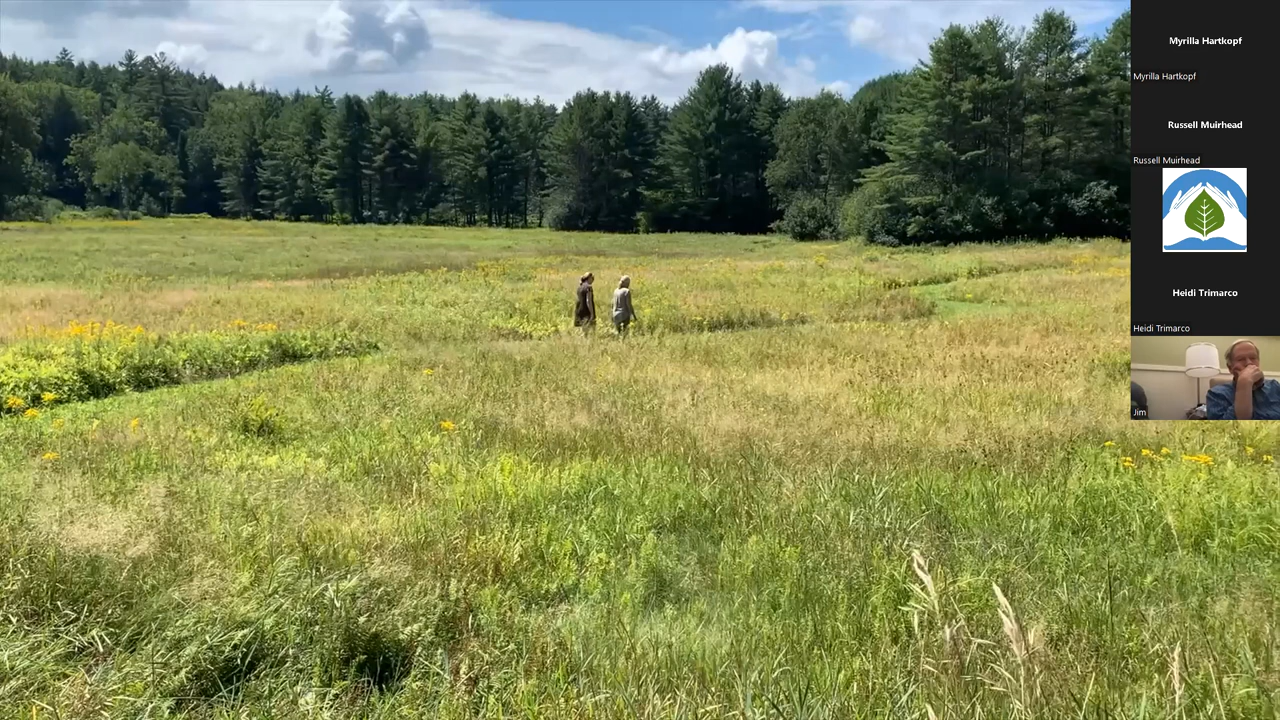 Myrilla Hartkopf
Myrilla Hartkopf
Russell Muirhead
Russell Muirhead
Heidi Trimarco
Heidi Trimarco
Jim